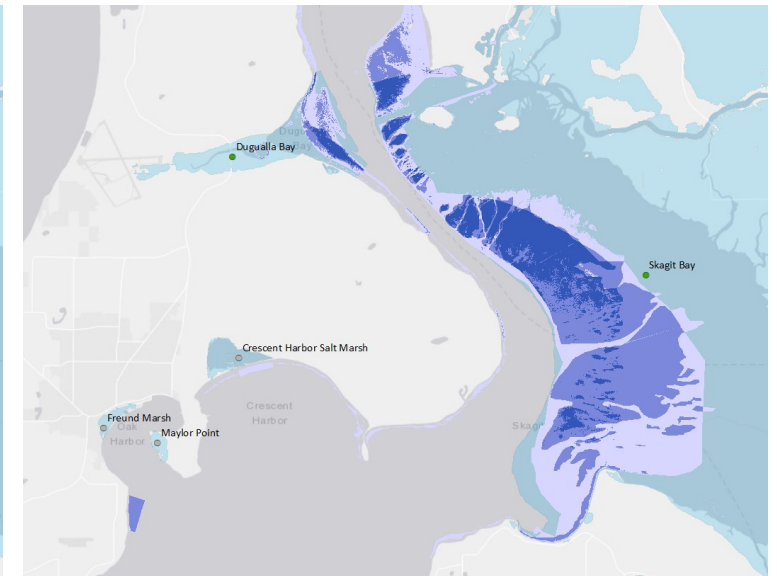 Dugualla Bay
Skagit Bay
Crescent Harbor Salt Marsh
Crescent
Harbor
Freund Marsh
Oak
Harbor
Maylor Point